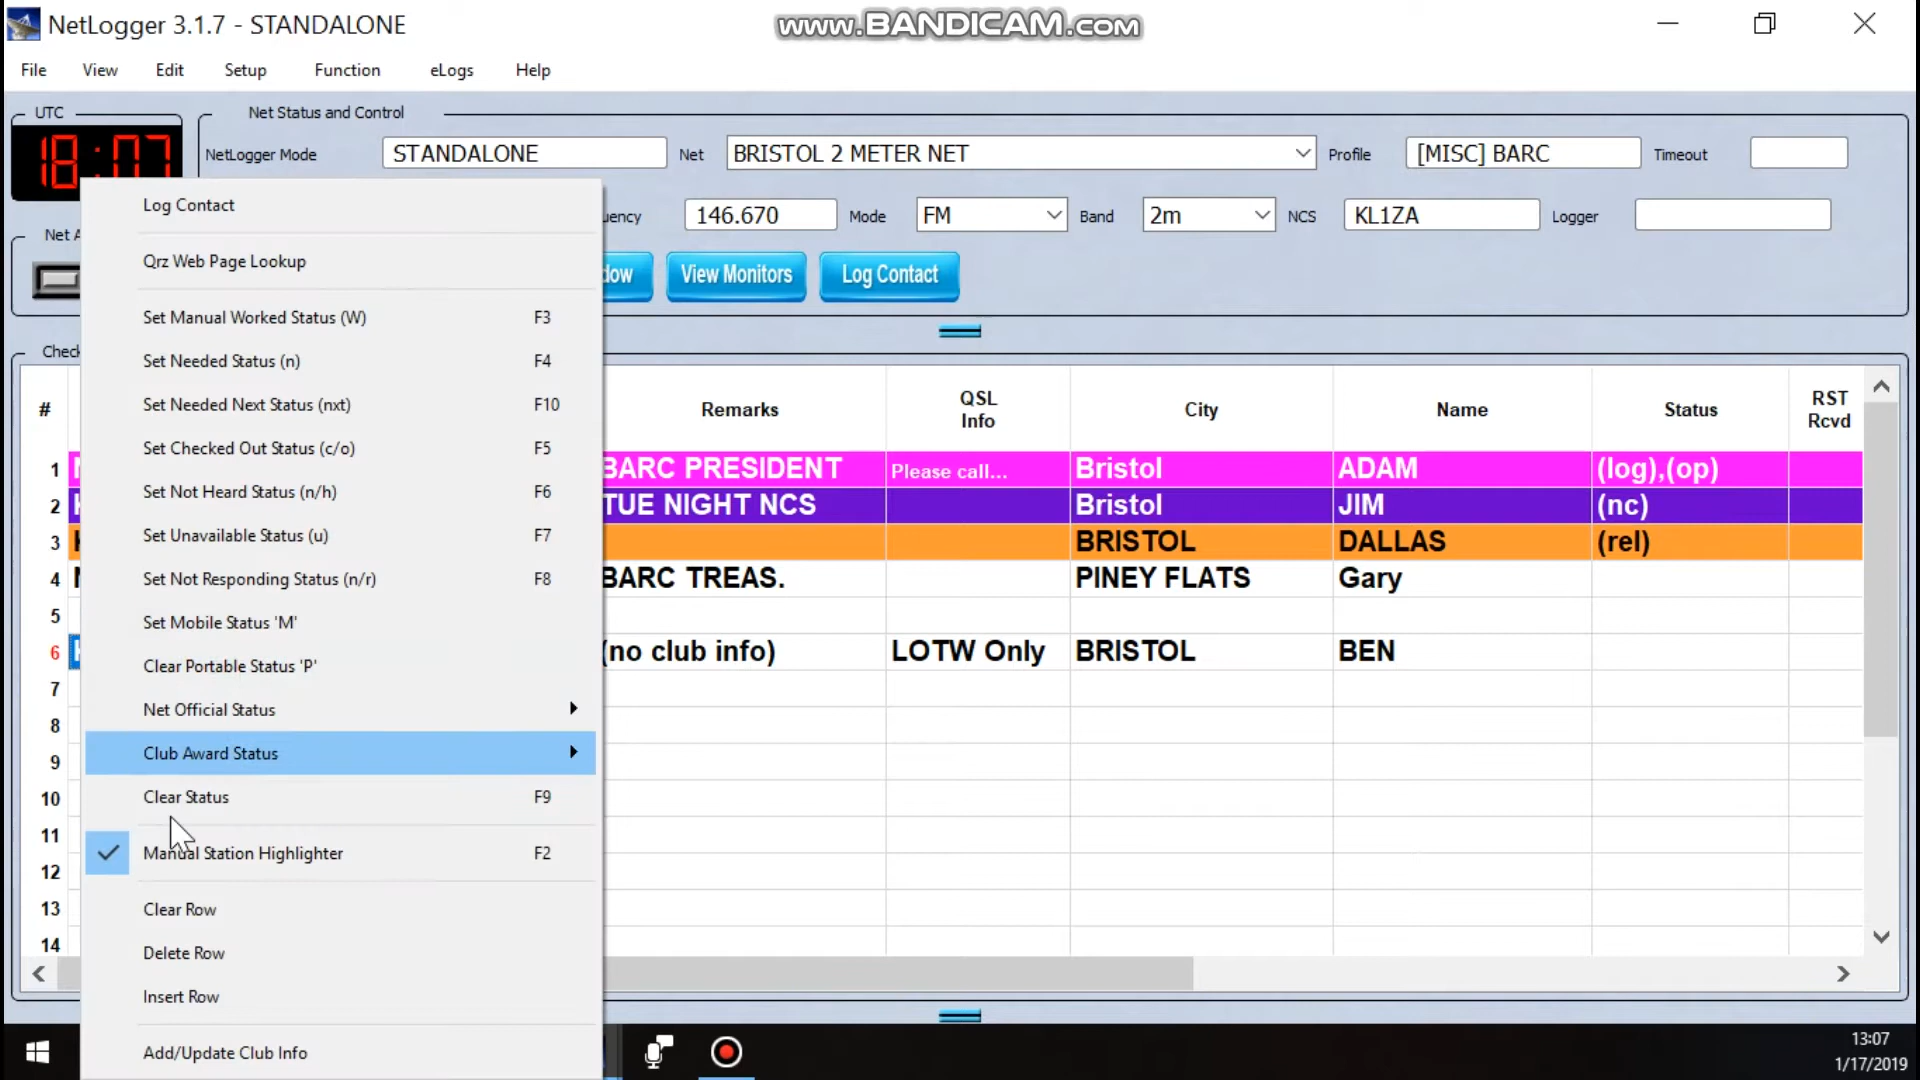 NetLogger 3.1.7 - STANDALONE
www.BANDICAM.com
File View Edit Setup Function eLogs Help
UTC
Net Status and Control
18:07
NetLogger Mode STANDALONE Net BRISTOL 2 METER NET Profile [MISC] BARC Timeout
146.670 Mode FM Band 2m NCS KL1ZA Logger
Net
View Monitors Log Contact
Log Contact
Qrz Web Page Lookup
Set Manual Worked Status (W) F3
Set Needed Status (n) F4
Set Needed Next Status (nxt) F10
Set Checked Out Status (c/o) F5
Set Not Heard Status (n/h) F6
Set Unavailable Status (u) F7
Set Not Responding Status (n/r) F8
Set Mobile Status 'M'
Clear Portable Status 'P'
Net Official Status
Club Award Status
Clear Status F9
Manual Station Highlighter F2
Clear Row
Delete Row
Insert Row
Add/Update Club Info
# Remarks QSL Info City Name Status RST Rcvd
1 BARC PRESIDENT Please call... Bristol ADAM (log),(op)
2 TUE NIGHT NCS Bristol JIM (nc)
3 BRISTOL DALLAS (rel)
4 BARC TREAS. PINEY FLATS Gary
5
6 (no club info) LOTW Only BRISTOL BEN
7
8
9
10
11
12
13
14
13:07
1/17/2019